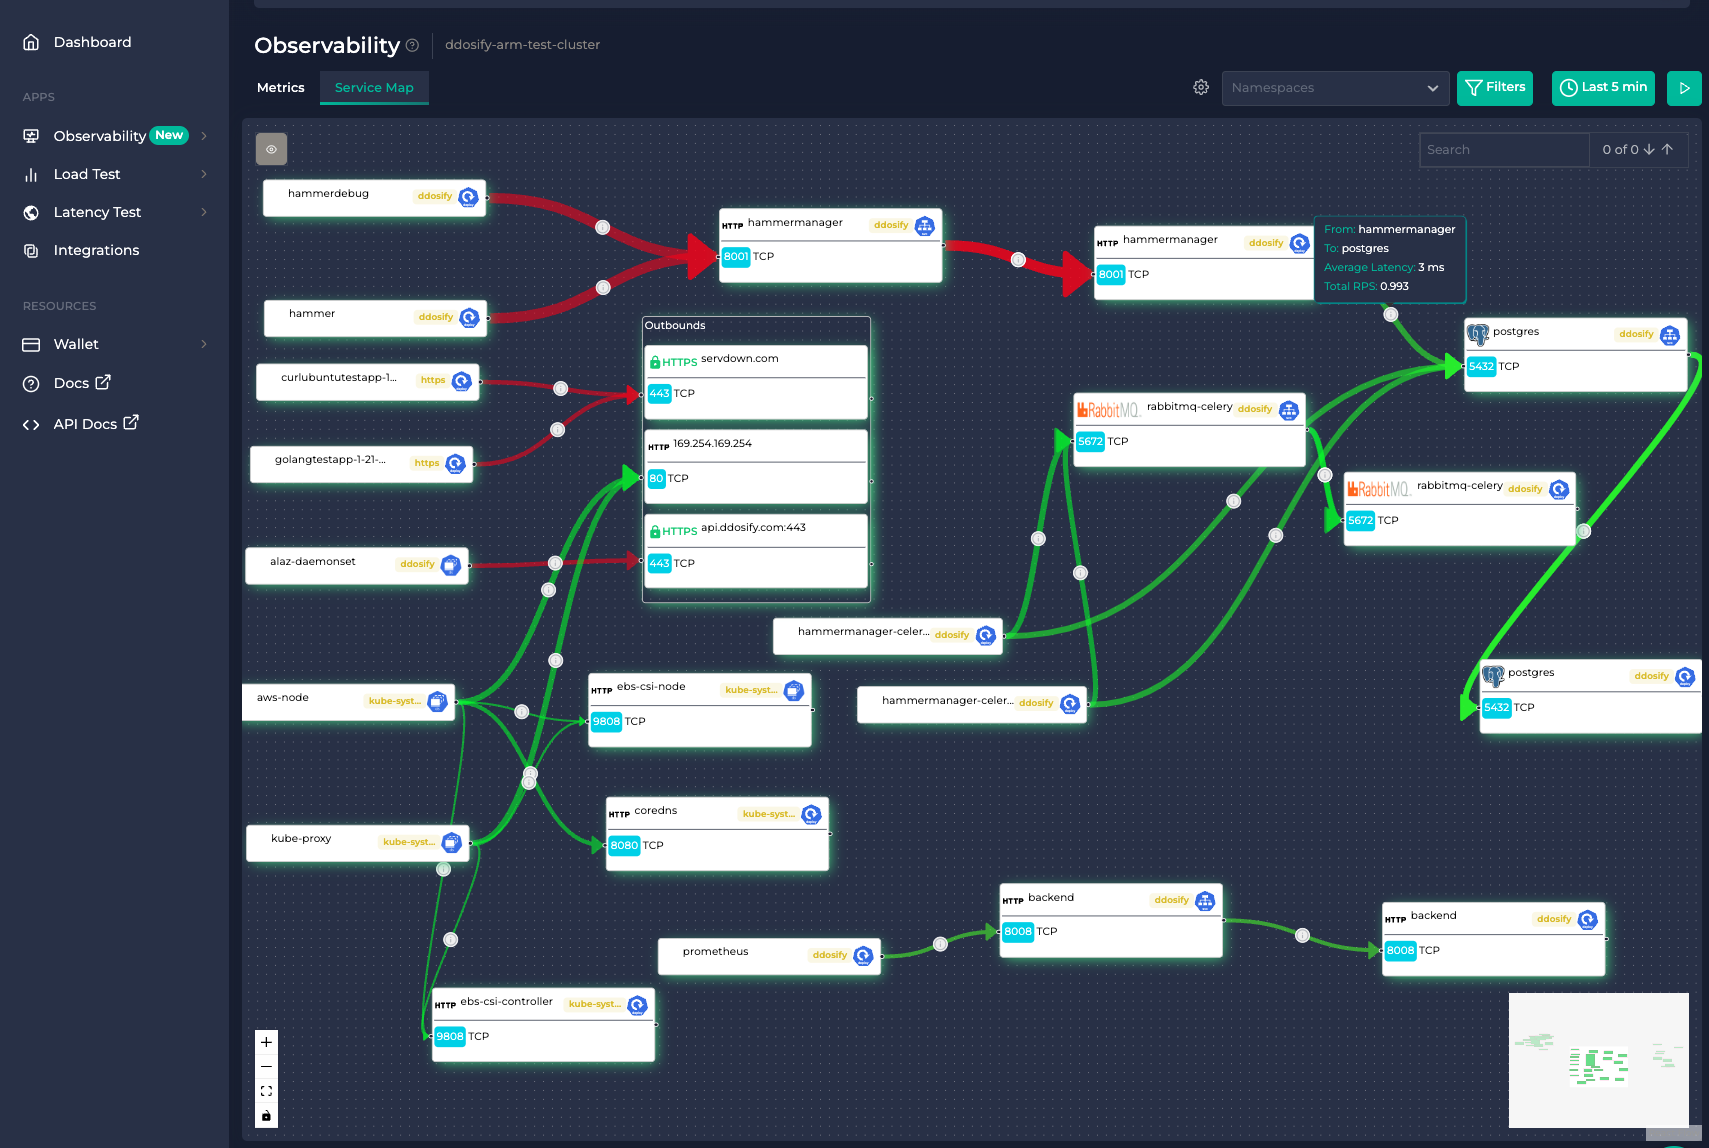 Dashboard
APPS
Observability New
Load Test
Latency Test
Integrations
RESOURCES
Wallet
Docs
API Docs
Observability ddosify-arm-test-cluster
Metrics Service Map
Namespaces
Filters
Last 5 min
Search
0 of 0
hammerdebug ddosify
HTTP hammermanager ddosify
8001 TCP
HTTP hammermanager ddosify
8001 TCP
From: hammermanager
To: postgres
Average Latency: 3 ms
Total RPS: 0.993
hammer ddosify
postgres ddosify
5432 TCP
Outbounds
HTTPS servdown.com
443 TCP
HTTP 169.254.169.254
80 TCP
HTTPS api.ddosify.com:443
443 TCP
curlubuntutestapp-1... https
golangtestapp-1-21-... https
RabbitMQ rabbitmq-celery ddosify
5672 TCP
RabbitMQ rabbitmq-celery ddosify
5672 TCP
alaz-daemonset ddosify
hammermanager-celer... ddosify
hammermanager-celer... ddosify
postgres ddosify
5432 TCP
aws-node kube-syst...
HTTP ebs-csi-node kube-syst...
9808 TCP
HTTP coredns kube-syst...
8080 TCP
kube-proxy kube-syst...
HTTP backend ddosify
8008 TCP
HTTP backend ddosify
8008 TCP
prometheus ddosify
HTTP ebs-csi-controller kube-syst...
9808 TCP